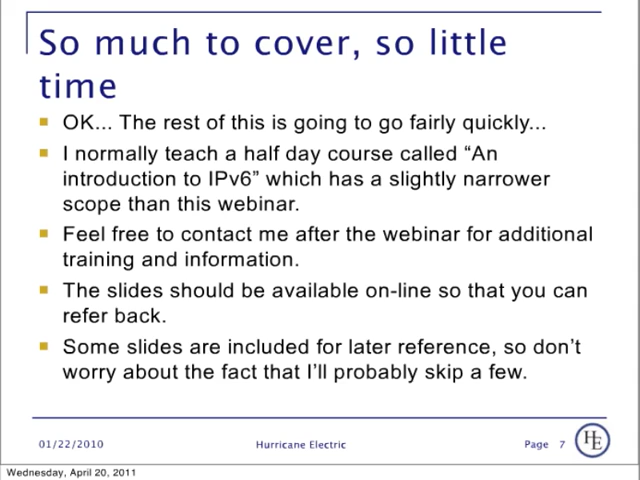 So much to cover, so little
time
OK... The rest of this is going to go fairly quickly...
I normally teach a half day course called “An
introduction to IPv6” which has a slightly narrower
scope than this webinar.
Feel free to contact me after the webinar for additional
training and information.
The slides should be available on-line so that you can
refer back.
Some slides are included for later reference, so don’t
worry about the fact that I’ll probably skip a few.
01/22/2010 Hurricane Electric Page 7 HE
Wednesday, April 20, 2011